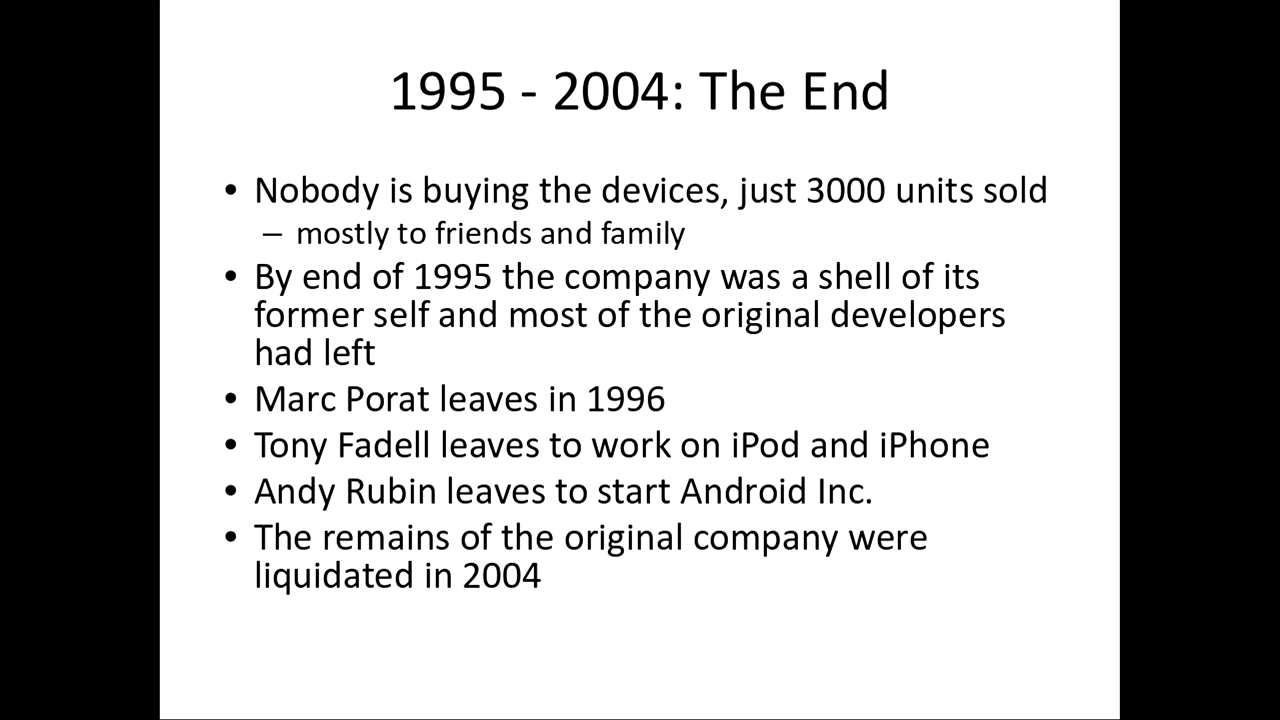 1995 - 2004: The End
• Nobody is buying the devices, just 3000 units sold
– mostly to friends and family
• By end of 1995 the company was a shell of its
former self and most of the original developers
had left
• Marc Porat leaves in 1996
• Tony Fadell leaves to work on iPod and iPhone
• Andy Rubin leaves to start Android Inc.
• The remains of the original company were
liquidated in 2004